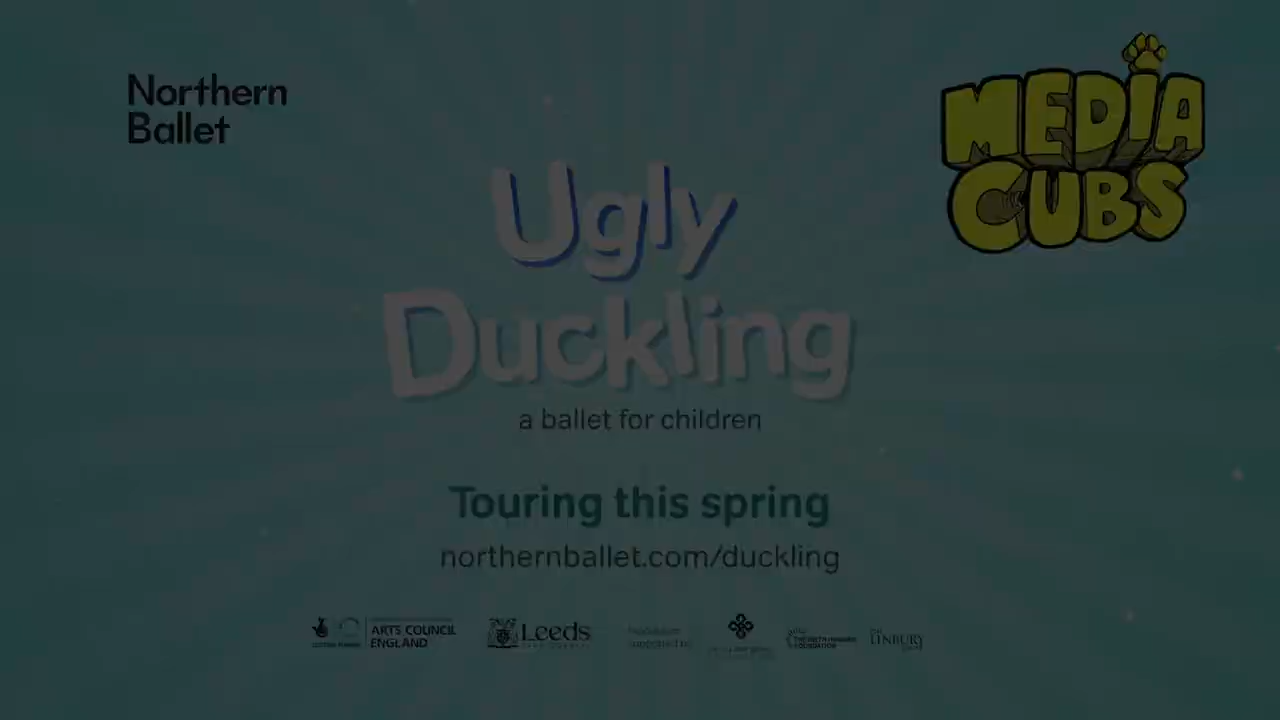 Northern
Ballet
MEDIA
CUBS
Ugly
Duckling
a ballet for children
Touring this spring
northernballet.com/duckling
ARTS COUNCIL
ENGLAND
Leeds
LINBURY